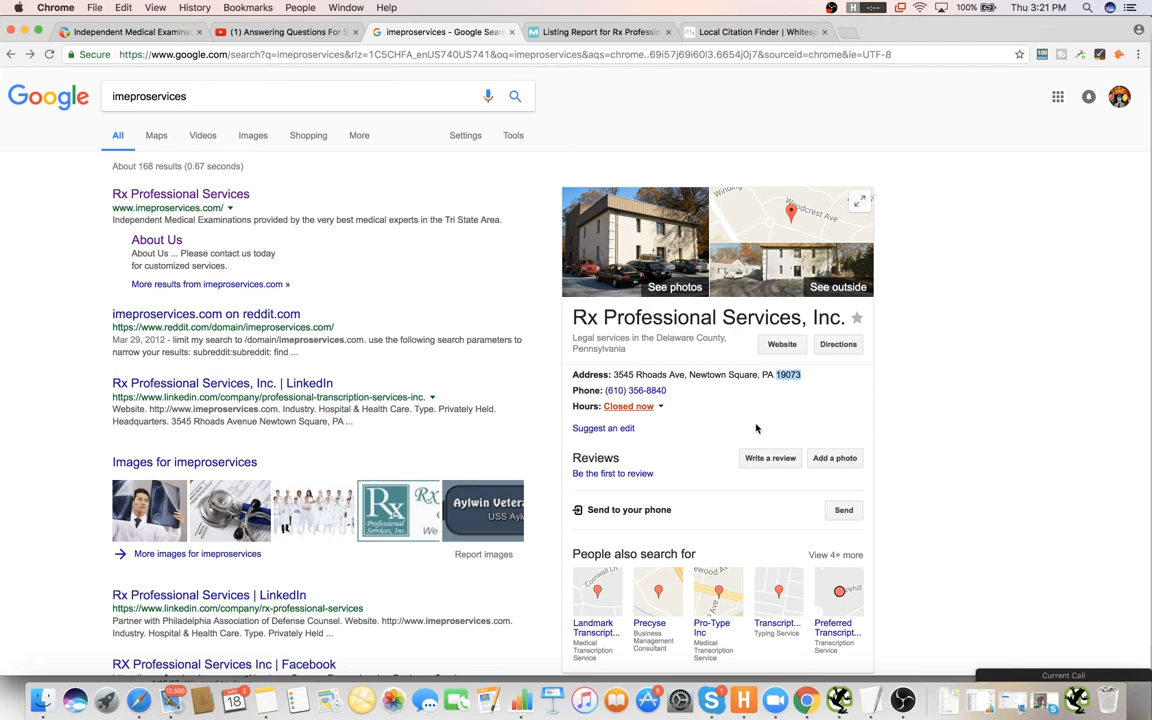 Chrome File Edit View History Bookmarks People Window Help
100% Thu 3:21 PM
Independent Medical Examina
(1) Answering Questions For S
imeproservices - Google Sear
Listing Report for Rx Professio
Local Citation Finder | Whitesp
Secure https://www.google.com/search?q=imeproservices&rlz=1C5CHFA_enUS740US741&oq=imeproservices&aqs=chrome..69i57j69i60l3.6654j0j7&sourceid=chrome&ie=UTF-8
Google
imeproservices
All Maps Videos Images Shopping More Settings Tools
About 168 results (0.67 seconds)
Rx Professional Services
www.imeproservices.com/
Independent Medical Examinations provided by the very best medical experts in the Tri State Area.
About Us
About Us ... Please contact us today
for customized services.
More results from imeproservices.com »
imeproservices.com on reddit.com
https://www.reddit.com/domain/imeproservices.com/
Mar 29, 2012 - limit my search to /domain/imeproservices.com. use the following search parameters to
narrow your results: subreddit:subreddit: find ...
Rx Professional Services, Inc. | LinkedIn
https://www.linkedin.com/company/professional-transcription-services-inc.
Website. http://www.imeproservices.com. Industry. Hospital & Health Care. Type. Privately Held.
Headquarters. 3545 Rhoads Avenue Newtown Square, PA ...
Images for imeproservices
Rx
Professional
Services, Inc.
Rx
We
Aylwin Veter
USS Ayl
More images for imeproservices
Report images
Rx Professional Services | LinkedIn
https://www.linkedin.com/company/rx-professional-services
Partner with Philadelphia Association of Defense Counsel. Website. http://www.imeproservices.com.
Industry. Hospital & Health Care. Type. Privately Held ...
RX Professional Services Inc | Facebook
Woodcrest Ave
See photos
See outside
Rx Professional Services, Inc.
Legal services in the Delaware County,
Pennsylvania
Website
Directions
Address: 3545 Rhoads Ave, Newtown Square, PA 19073
Phone: (610) 356-8840
Hours: Closed now
Suggest an edit
Reviews
Write a review
Add a photo
Be the first to review
Send to your phone
Send
People also search for
View 4+ more
Landmark
Transcript...
Medical
Transcription
Service
Precyse
Business
Management
Consultant
Pro-Type
Inc
Medical
Transcription
Service
Transcript...
Typing Service
Preferred
Transcript...
Transcription
Service
Current Call